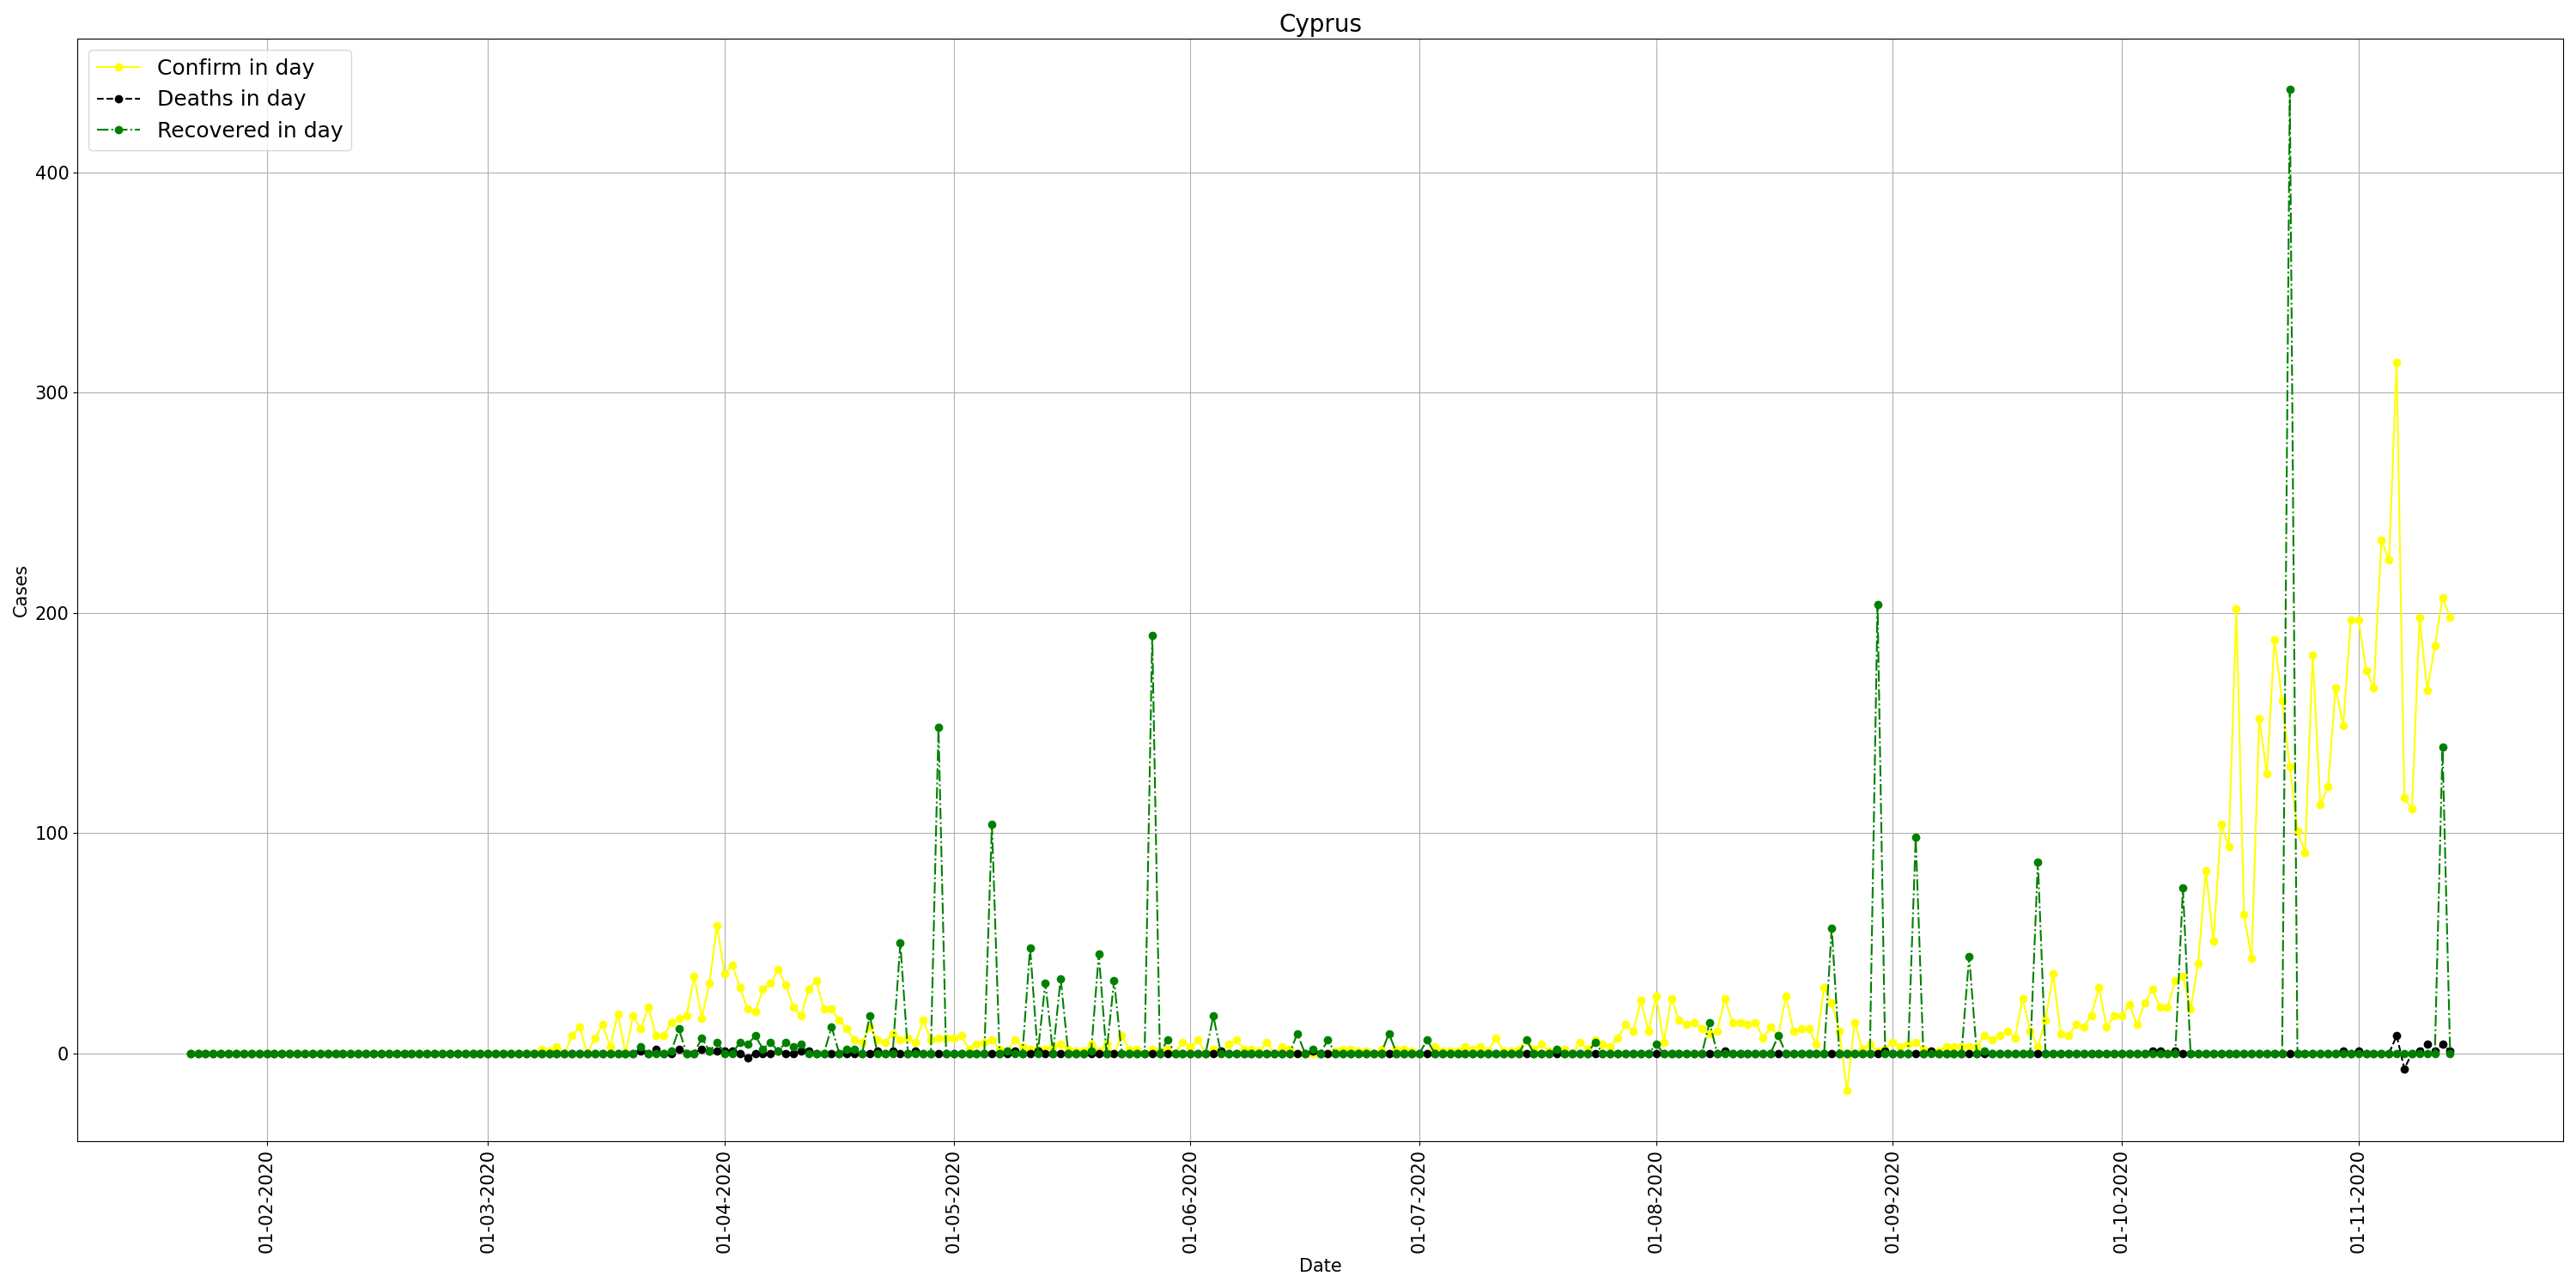 Cyprus
Confirm in day
Deaths in day
Recovered in day
400
300
200
100
0
Cases
01-02-2020
01-03-2020
01-04-2020
01-05-2020
01-06-2020
01-07-2020
01-08-2020
01-09-2020
01-10-2020
01-11-2020
Date